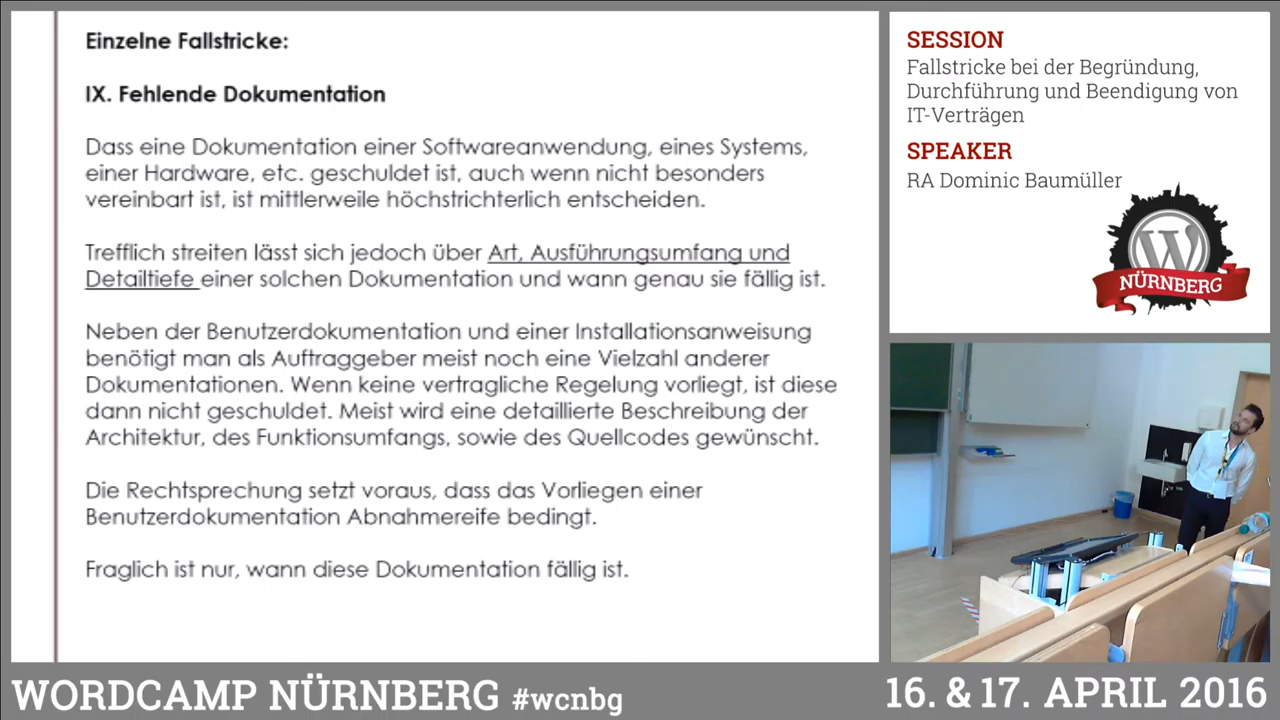 Einzelne Fallstricke:
IX. Fehlende Dokumentation
Dass eine Dokumentation einer Softwareanwendung, eines Systems,
einer Hardware, etc. geschuldet ist, auch wenn nicht besonders
vereinbart ist, ist mittlerweile höchstrichterlich entscheiden.
Trefflich streiten lässt sich jedoch über Art, Ausführungsumfang und
Detailtiefe einer solchen Dokumentation und wann genau sie fällig ist.
Neben der Benutzerdokumentation und einer Installationsanweisung
benötigt man als Auftraggeber meist noch eine Vielzahl anderer
Dokumentationen. Wenn keine vertragliche Regelung vorliegt, ist diese
dann nicht geschuldet. Meist wird eine detaillierte Beschreibung der
Architektur, des Funktionsumfangs, sowie des Quellcodes gewünscht.
Die Rechtsprechung setzt voraus, dass das Vorliegen einer
Benutzerdokumentation Abnahmereife bedingt.
Fraglich ist nur, wann diese Dokumentation fällig ist.
SESSION
Fallstricke bei der Begründung,
Durchführung und Beendigung von
IT-Verträgen
SPEAKER
RA Dominic Baumüller
W
NÜRNBERG
WORDCAMP NÜRNBERG #wcnbg
16. & 17. APRIL 2016